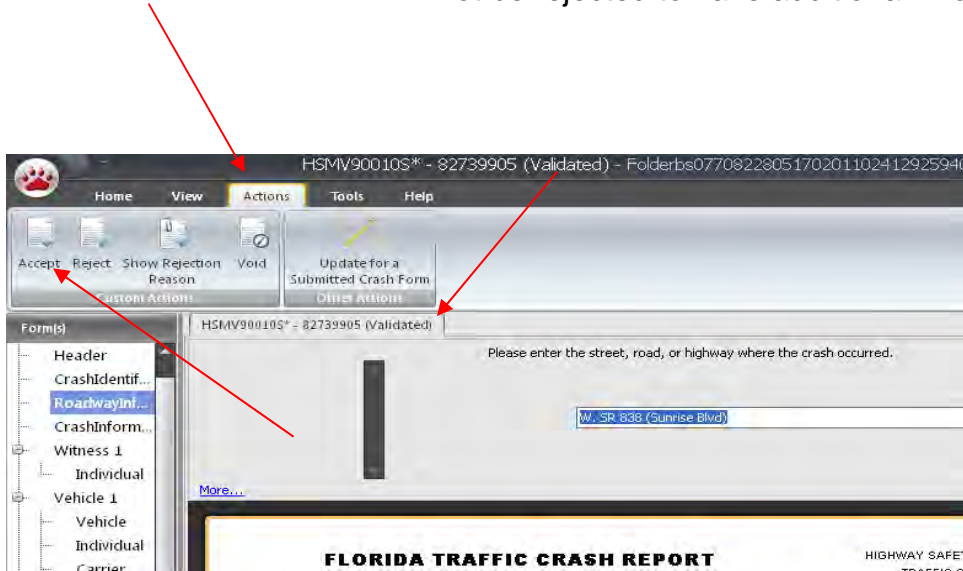 HSMV90010S* - 82739905 (Validated) - Folderbs0770822805170201102412925940
Home View Actions Tools Help
Accept Reject Show Rejection Reason Void Update for a Submitted Crash Form
Custom Actions Other Actions
Form(s)
HSMV90010S* - 82739905 (Validated)
Header
CrashIdentif...
RoadwayInf...
CrashInform...
Witness 1
Individual
Vehicle 1
Vehicle
Individual
Carrier
Please enter the street, road, or highway where the crash occurred.
W. SR 838 (Sunrise Blvd)
More...
FLORIDA TRAFFIC CRASH REPORT
HIGHWAY SAFET